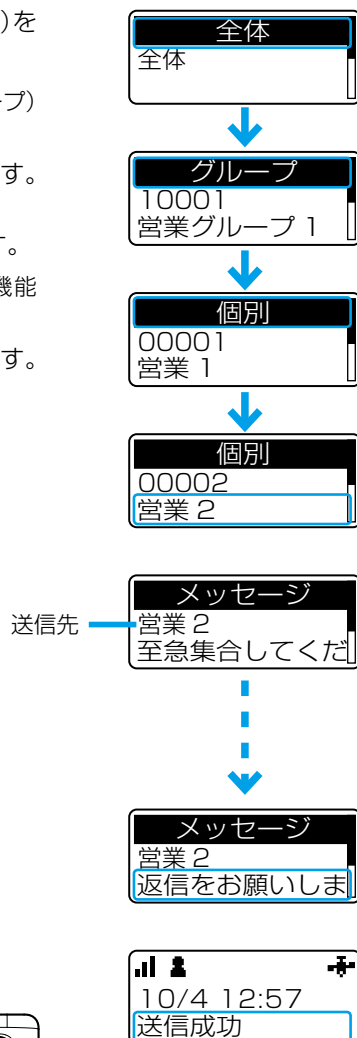 )を
全体
全体
プ)
す。
グループ
10001
営業グループ 1
す。
機能
個別
00001
営業 1
す。
個別
00002
営業 2
メッセージ
送信先
営業 2
至急集合してくだ
メッセージ
営業 2
返信をお願いしま
10/4 12:57
送信成功